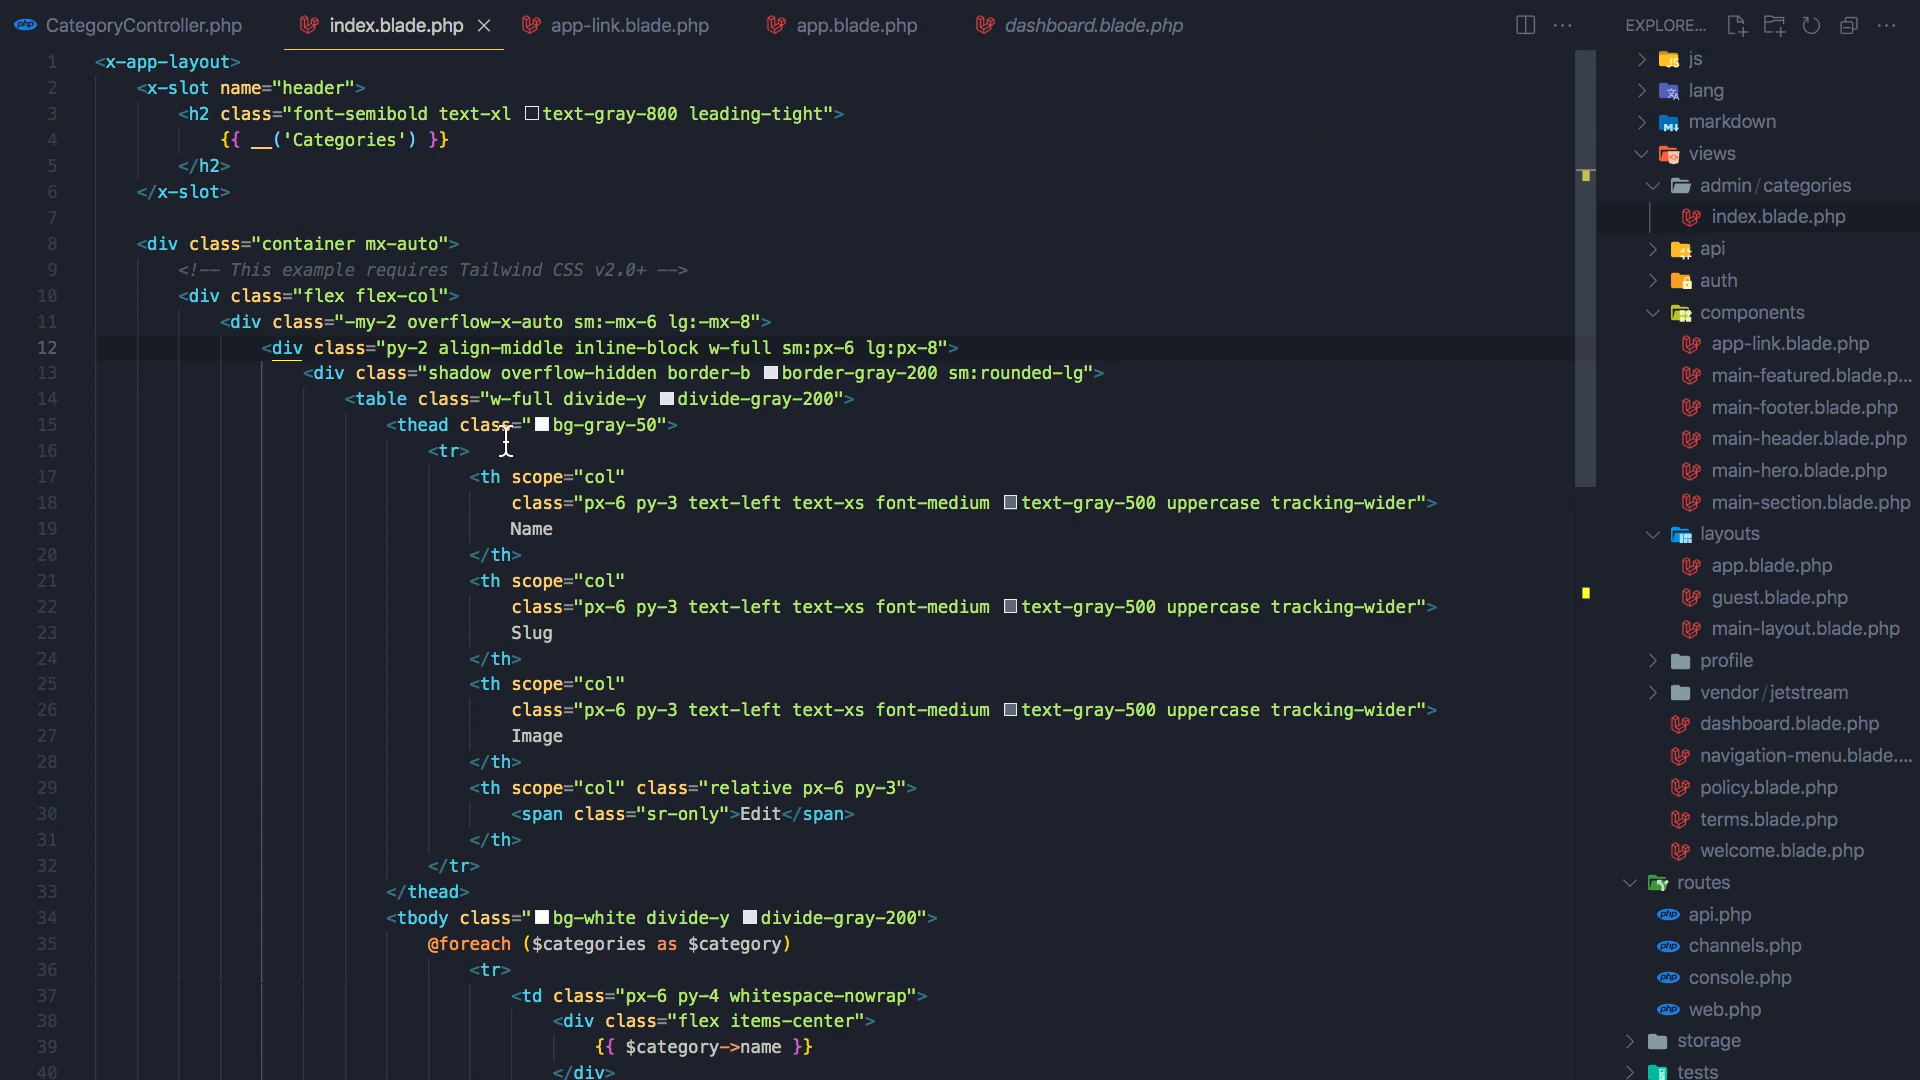 CategoryController.php
index.blade.php
app-link.blade.php
app.blade.php
dashboard.blade.php
EXPLORE...
1 <x-app-layout>
2 <x-slot name="header">
3 <h2 class="font-semibold text-xl text-gray-800 leading-tight">
4 {{ __('Categories') }}
5 </h2>
6 </x-slot>
7
8 <div class="container mx-auto">
9 <!-- This example requires Tailwind CSS v2.0+ -->
10 <div class="flex flex-col">
11 <div class="-my-2 overflow-x-auto sm:-mx-6 lg:-mx-8">
12 <div class="py-2 align-middle inline-block w-full sm:px-6 lg:px-8">
13 <div class="shadow overflow-hidden border-b border-gray-200 sm:rounded-lg">
14 <table class="w-full divide-y divide-gray-200">
15 <thead class="bg-gray-50">
16 <tr>
17 <th scope="col"
18 class="px-6 py-3 text-left text-xs font-medium text-gray-500 uppercase tracking-wider">
19 Name
20 </th>
21 <th scope="col"
22 class="px-6 py-3 text-left text-xs font-medium text-gray-500 uppercase tracking-wider">
23 Slug
24 </th>
25 <th scope="col"
26 class="px-6 py-3 text-left text-xs font-medium text-gray-500 uppercase tracking-wider">
27 Image
28 </th>
29 <th scope="col" class="relative px-6 py-3">
30 <span class="sr-only">Edit</span>
31 </th>
32 </tr>
33 </thead>
34 <tbody class="bg-white divide-y divide-gray-200">
35 @foreach ($categories as $category)
36 <tr>
37 <td class="px-6 py-4 whitespace-nowrap">
38 <div class="flex items-center">
39 {{ $category->name }}
40 </div>
js
lang
markdown
views
admin/categories
index.blade.php
api
auth
components
app-link.blade.php
main-featured.blade.p...
main-footer.blade.php
main-header.blade.php
main-hero.blade.php
main-section.blade.php
layouts
app.blade.php
guest.blade.php
main-layout.blade.php
profile
vendor/jetstream
dashboard.blade.php
navigation-menu.blade....
policy.blade.php
terms.blade.php
welcome.blade.php
routes
php api.php
php channels.php
php console.php
php web.php
storage
tests